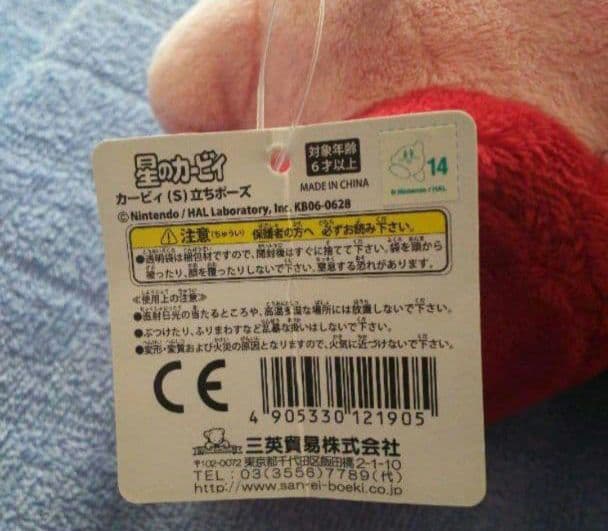 星のカービィ
カービィ(S)立ちポーズ
対象年齢
6才以上
MADE IN CHINA
14
© Nintendo / HAL
© Nintendo / HAL Laboratory, Inc. KB06-0628
⚠注意(ちゅうい) 保護者の方へ 必ずお読み下さい。
●透明袋は梱包材ですので、開封後はすぐに捨てて下さい。袋を頭から
被ったり、顔を覆ったりしないで下さい。窒息する恐れがあります。
≪使用上の注意≫
●直射日光の当たるところや、高温多湿な場所には放置しないで下さい。
●ぶつけたり、ふりまわすなど乱暴な扱いはしないで下さい。
●変形・変質および火災の原因となりますので、火気に近づけないで下さい。
CE
4 905330 121905
三英貿易株式会社
〒102-0072 東京都千代田区飯田橋2-1-10
TEL : 03(3556)7789 (代)
http://www.san-ei-boeki.co.jp